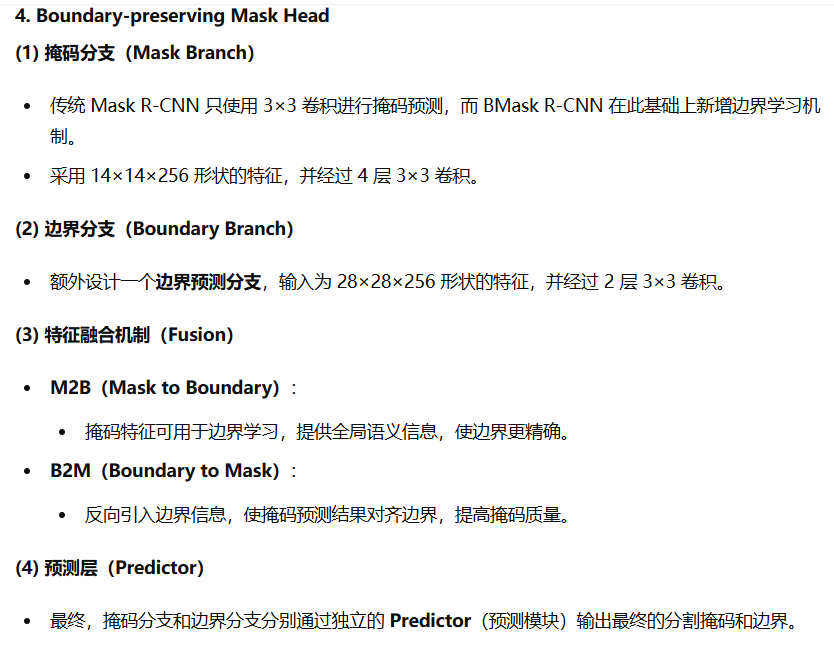 4. Boundary-preserving Mask Head
(1) 掩码分支（Mask Branch）
• 传统 Mask R-CNN 只使用 3×3 卷积进行掩码预测，而 BMask R-CNN 在此基础上新增边界学习机
制。
• 采用 14×14×256 形状的特征，并经过 4 层 3×3 卷积。
(2) 边界分支（Boundary Branch）
• 额外设计一个边界预测分支，输入为 28×28×256 形状的特征，并经过 2 层 3×3 卷积。
(3) 特征融合机制（Fusion）
• M2B（Mask to Boundary）：
• 掩码特征可用于边界学习，提供全局语义信息，使边界更精确。
• B2M（Boundary to Mask）：
• 反向引入边界信息，使掩码预测结果对齐边界，提高掩码质量。
(4) 预测层（Predictor）
• 最终，掩码分支和边界分支分别通过独立的 Predictor（预测模块）输出最终的分割掩码和边界。